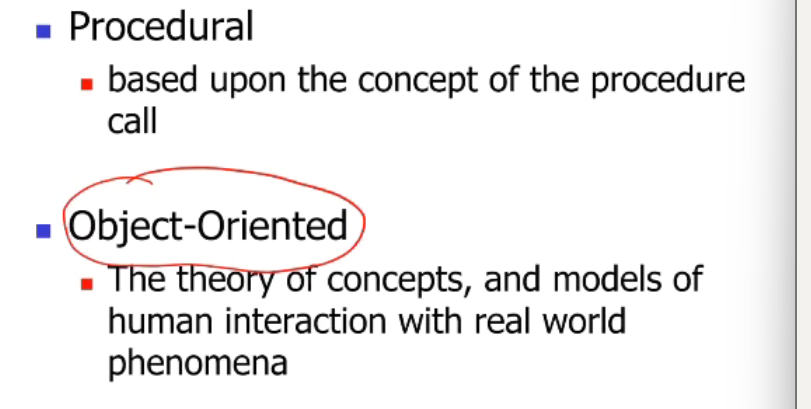 Procedural
based upon the concept of the procedure
call
Object-Oriented
The theory of concepts, and models of
human interaction with real world
phenomena